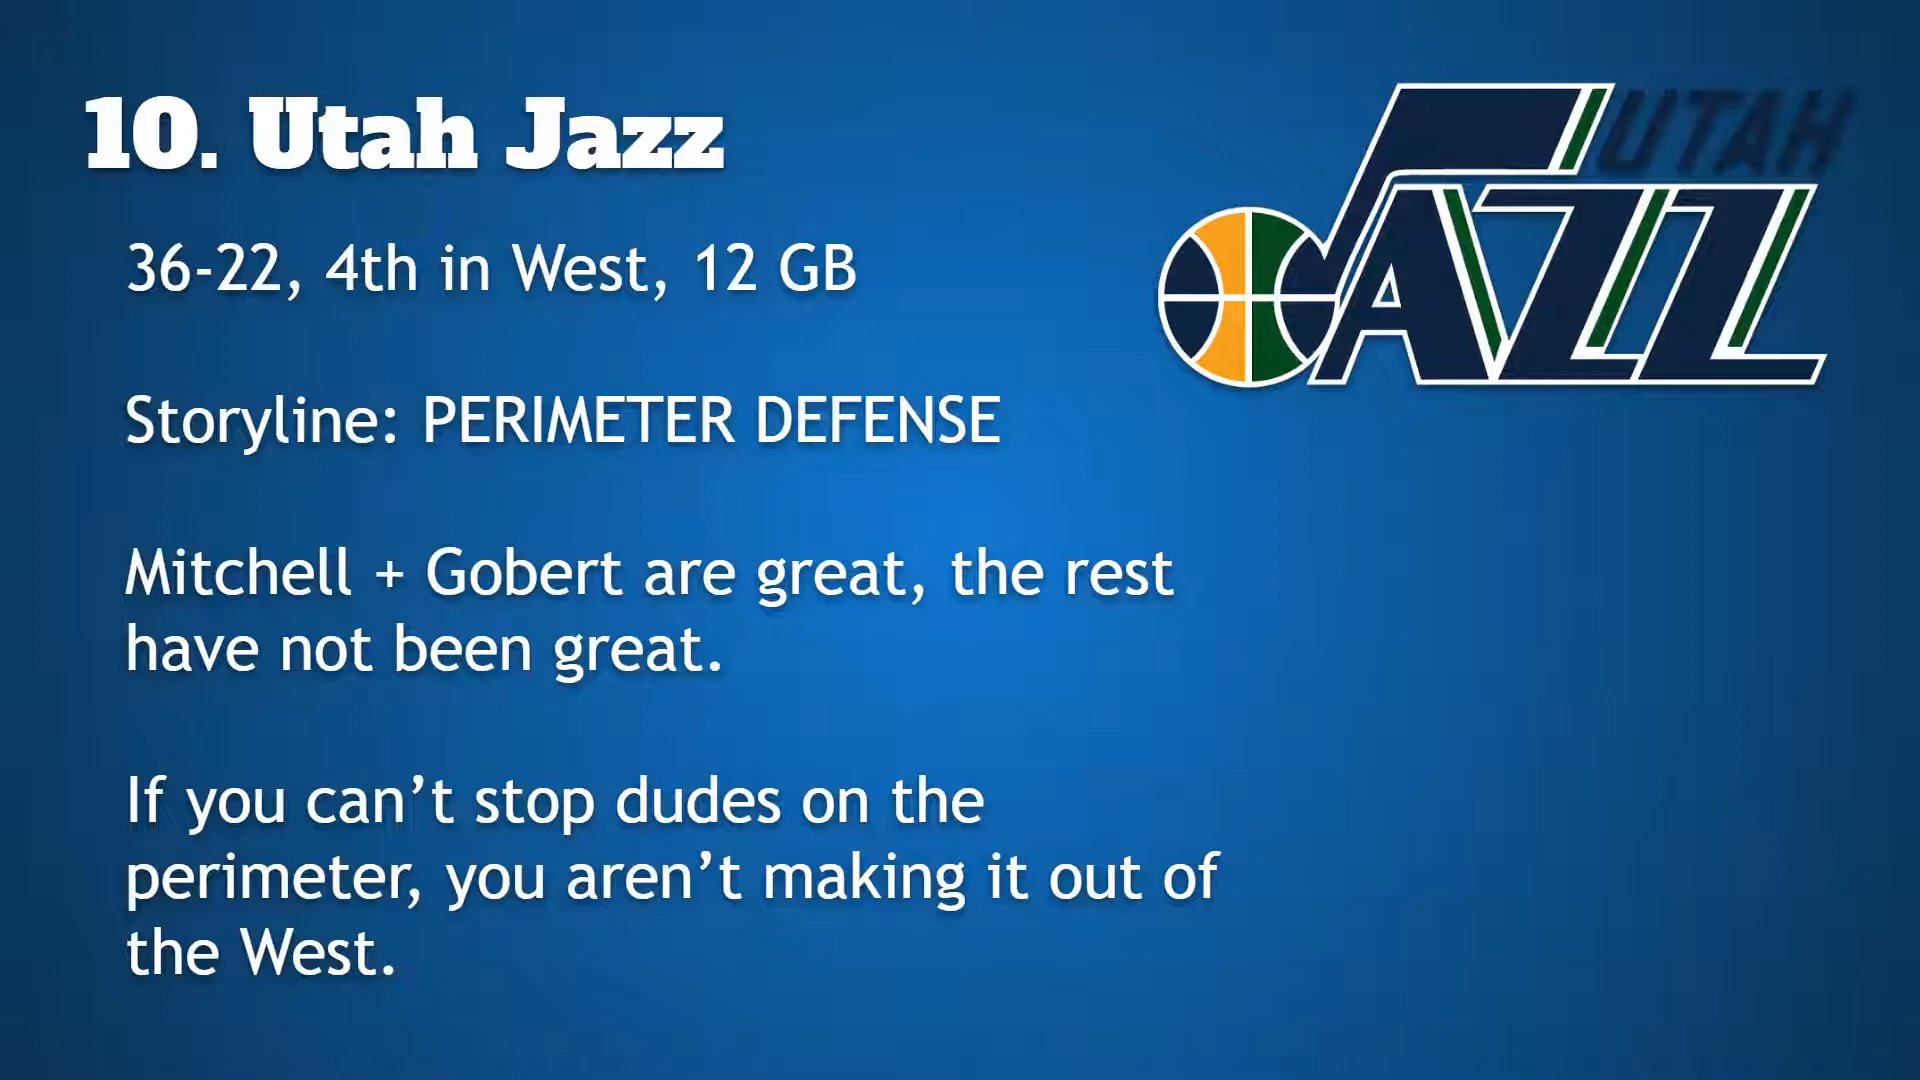 10. Utah Jazz
UTAH
JAZZ
36-22, 4th in West, 12 GB
Storyline: PERIMETER DEFENSE
Mitchell + Gobert are great, the rest
have not been great.
If you can’t stop dudes on the
perimeter, you aren’t making it out of
the West.